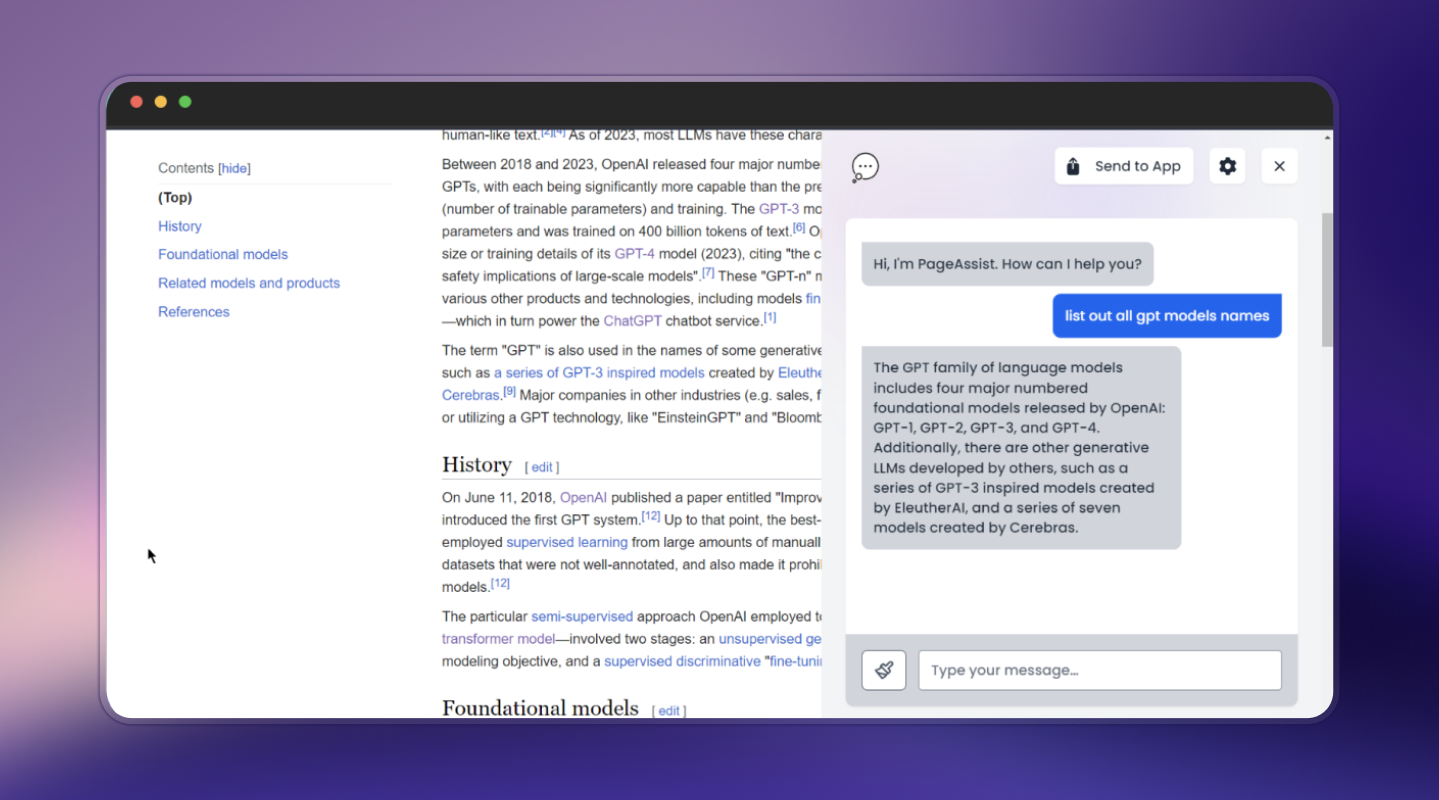 Contents [hide]
(Top)
History
Foundational models
Related models and products
References
human-like text.[2][4] As of 2023, most LLMs have these chara
Between 2018 and 2023, OpenAI released four major numbe
GPTs, with each being significantly more capable than the pre
(number of trainable parameters) and training. The GPT-3 mo
parameters and was trained on 400 billion tokens of text.[6] O
size or training details of its GPT-4 model (2023), citing "the c
safety implications of large-scale models".[7] These "GPT-n" m
various other products and technologies, including models fin
—which in turn power the ChatGPT chatbot service.[1]
The term "GPT" is also used in the names of some generative
such as a series of GPT-3 inspired models created by Eleuthe
Cerebras.[9] Major companies in other industries (e.g. sales, f
or utilizing a GPT technology, like "EinsteinGPT" and "Bloomb
History [ edit ]
On June 11, 2018, OpenAI published a paper entitled "Improv
introduced the first GPT system.[12] Up to that point, the best-
employed supervised learning from large amounts of manuall
datasets that were not well-annotated, and also made it prohi
models.[12]
The particular semi-supervised approach OpenAI employed to
transformer model—involved two stages: an unsupervised ge
modeling objective, and a supervised discriminative "fine-tuni
Foundational models [ edit ]
Send to App
Hi, I'm PageAssist. How can I help you?
list out all gpt models names
The GPT family of language models
includes four major numbered
foundational models released by OpenAI:
GPT-1, GPT-2, GPT-3, and GPT-4.
Additionally, there are other generative
LLMs developed by others, such as a
series of GPT-3 inspired models created
by EleutherAI, and a series of seven
models created by Cerebras.
Type your message…